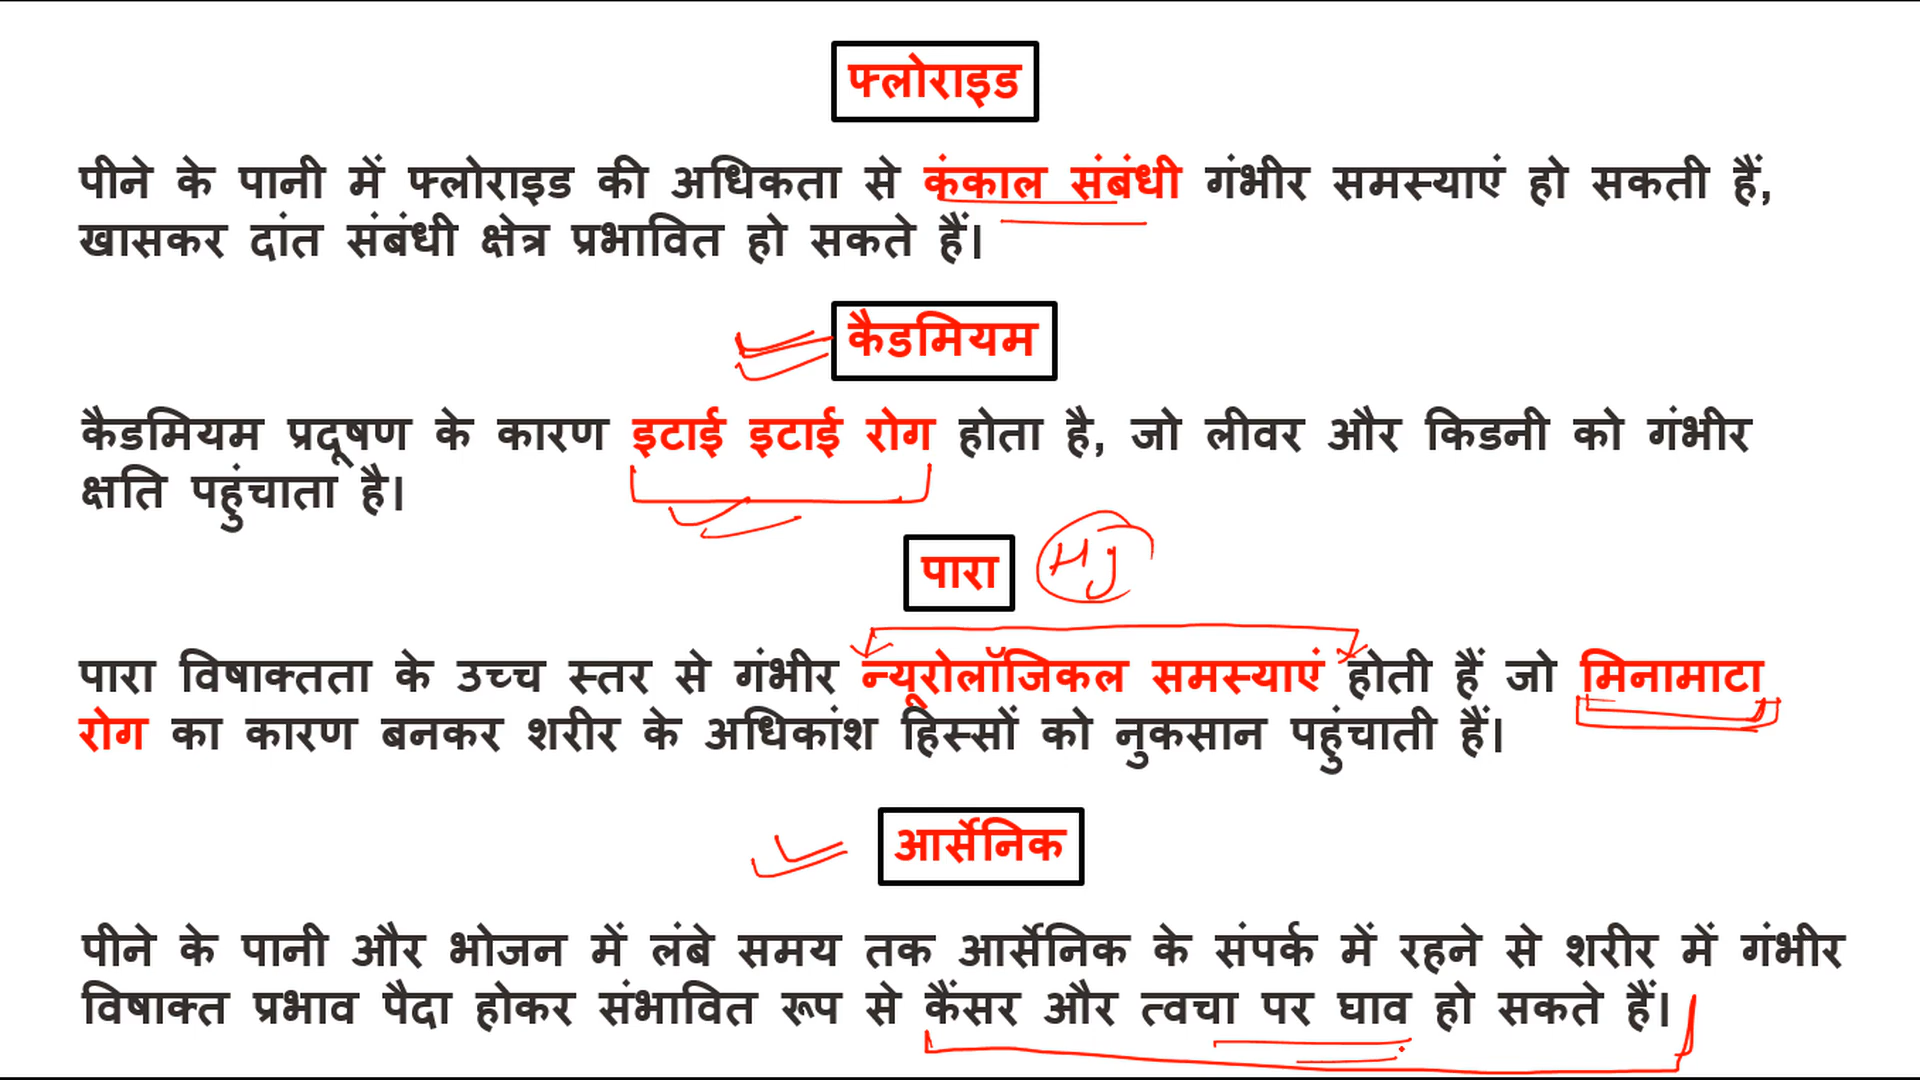 फ्लोराइड
पीने के पानी में फ्लोराइड की अधिकता से कंकाल संबंधी गंभीर समस्याएं हो सकती हैं,
खासकर दांत संबंधी क्षेत्र प्रभावित हो सकते हैं।
कैडमियम
कैडमियम प्रदूषण के कारण इटाई इटाई रोग होता है, जो लीवर और किडनी को गंभीर
क्षति पहुंचाता है।
पारा Hg
पारा विषाक्तता के उच्च स्तर से गंभीर न्यूरोलॉजिकल समस्याएं होती हैं जो मिनामाटा
रोग का कारण बनकर शरीर के अधिकांश हिस्सों को नुकसान पहुंचाती हैं।
आर्सेनिक
पीने के पानी और भोजन में लंबे समय तक आर्सेनिक के संपर्क में रहने से शरीर में गंभीर
विषाक्त प्रभाव पैदा होकर संभावित रूप से कैंसर और त्वचा पर घाव हो सकते हैं।